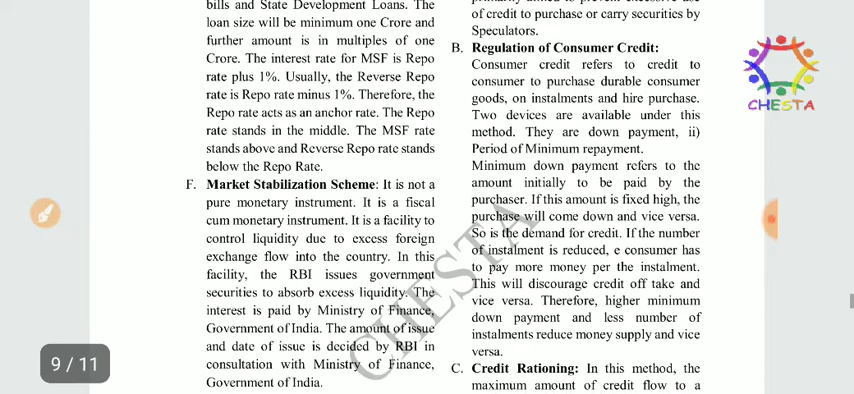 bills and State Development Loans. The
loan size will be minimum one Crore and
further amount is in multiples of one
Crore. The interest rate for MSF is Repo
rate plus 1%. Usually, the Reverse Repo
rate is Repo rate minus 1%. Therefore, the
Repo rate acts as an anchor rate. The Repo
rate stands in the middle. The MSF rate
stands above and Reverse Repo rate stands
below the Repo Rate.
F. Market Stabilization Scheme: It is not a
pure monetary instrument. It is a fiscal
cum monetary instrument. It is a facility to
control liquidity due to excess foreign
exchange flow into the country. In this
facility, the RBI issues government
securities to absorb excess liquidity. The
interest is paid by Ministry of Finance,
Government of India. The amount of issue
and date of issue is decided by RBI in
consultation with Ministry of Finance,
Government of India.
primarily aimed to prevent excessive use
of credit to purchase or carry securities by
Speculators.
B. Regulation of Consumer Credit:
Consumer credit refers to credit to
consumer to purchase durable consumer
goods, on instalments and hire purchase.
Two devices are available under this
method. They are down payment, ii)
Period of Minimum repayment.
Minimum down payment refers to the
amount initially to be paid by the
purchaser. If this amount is fixed high, the
purchase will come down and vice versa.
So is the demand for credit. If the number
of instalment is reduced, e consumer has
to pay more money per the instalment.
This will discourage credit off take and
vice versa. Therefore, higher minimum
down payment and less number of
instalments reduce money supply and vice
versa.
C. Credit Rationing: In this method, the
maximum amount of credit flow to a
CHESTA
CHESTA
9 / 11